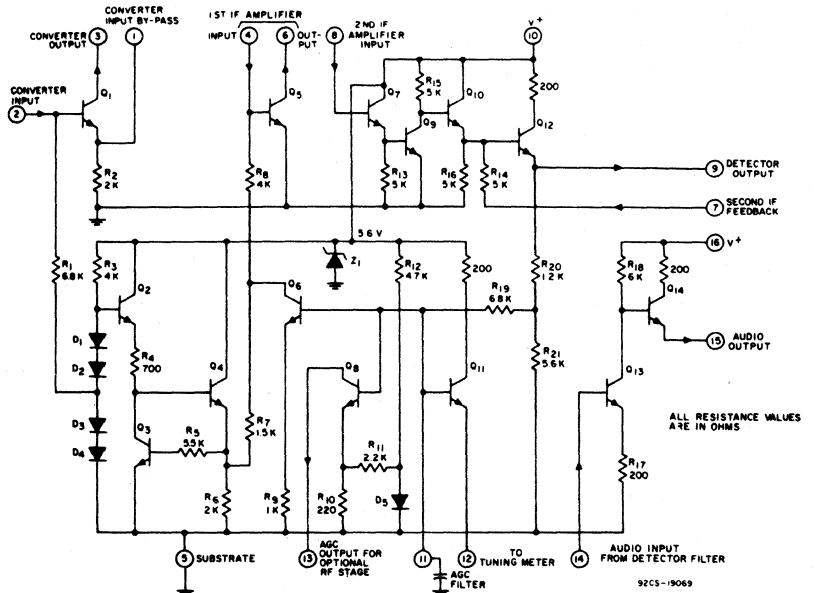 CONVERTER
INPUT BY-PASS
CONVERTER
OUTPUT
3
1
1ST IF AMPLIFIER
INPUT
4
6
OUT-
PUT
8
2ND IF
AMPLIFIER
INPUT
V+
10
CONVERTER
INPUT
2
Q1
Q5
Q7
R15
5K
Q10
200
Q9
Q12
R2
2K
R8
4K
R13
5K
R16
5K
R14
5K
9
DETECTOR
OUTPUT
7
SECOND IF
FEEDBACK
5.6 V
R1
6.8K
R3
4K
Q2
Z1
Q6
R12
4.7K
200
R19
6.8K
R20
1.2K
R18
6K
16
V+
200
Q14
D1
D2
R4
700
Q4
Q8
Q11
R21
5.6K
15
AUDIO
OUTPUT
Q13
D3
D4
Q3
R5
5.5K
R7
1.5K
R11
2.2K
ALL RESISTANCE VALUES
ARE IN OHMS
R6
2K
R9
1K
R10
220
D5
R17
200
5
SUBSTRATE
13
AGC
OUTPUT FOR
OPTIONAL
RF STAGE
11
AGC
FILTER
12
TO
TUNING METER
14
AUDIO INPUT
FROM DETECTOR FILTER
92CS-19069